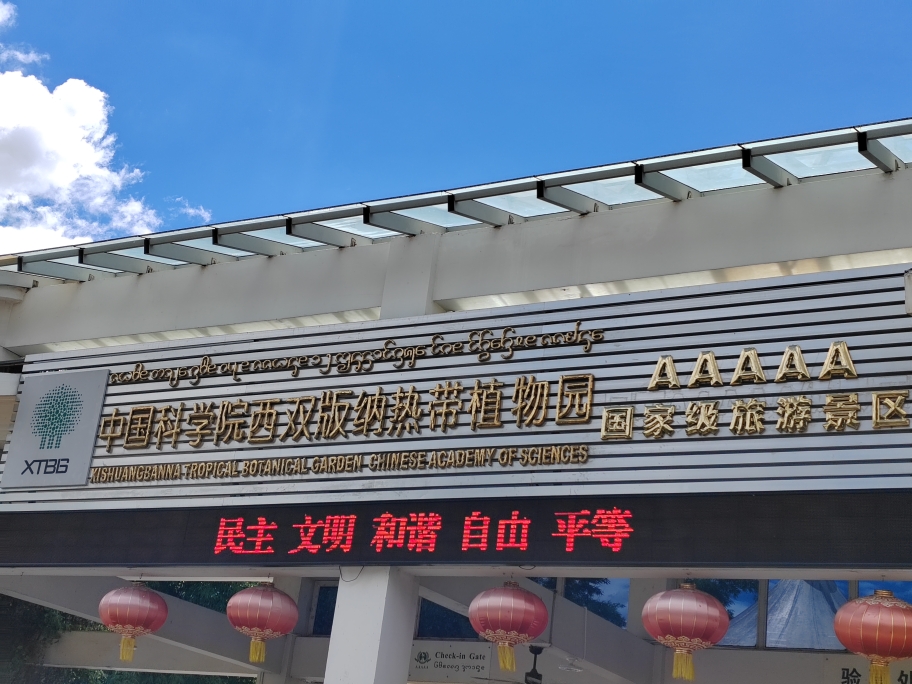 AAAAA
XTBG
中国科学院西双版纳热带植物园
国家级旅游景区
XISHUANGBANNA TROPICAL BOTANICAL GARDEN CHINESE ACADEMY OF SCIENCES
民主 文明 和谐 自由 平等
Check-in Gate
验